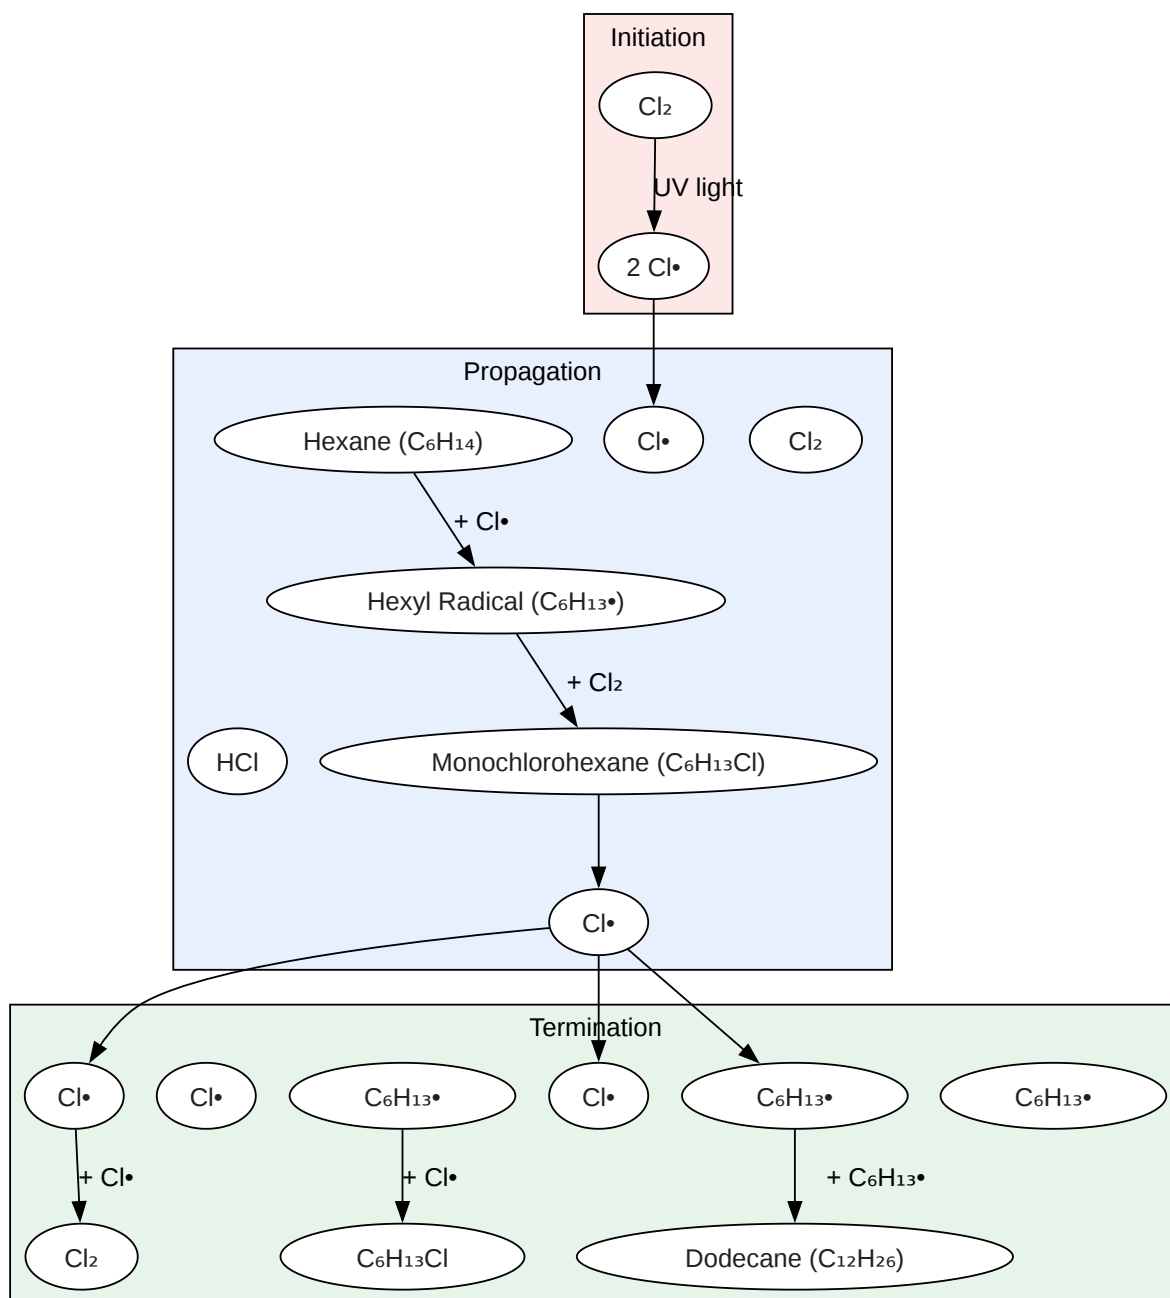 Initiation
Cl₂
UV light
2 Cl•
Propagation
Hexane (C₆H₁₄)
Cl•
Cl₂
+ Cl•
Hexyl Radical (C₆H₁₃•)
+ Cl₂
HCl
Monochlorohexane (C₆H₁₃Cl)
Cl•
Termination
Cl•
Cl•
C₆H₁₃•
Cl•
C₆H₁₃•
C₆H₁₃•
+ Cl•
+ Cl•
+ C₆H₁₃•
Cl₂
C₆H₁₃Cl
Dodecane (C₁₂H₂₆)